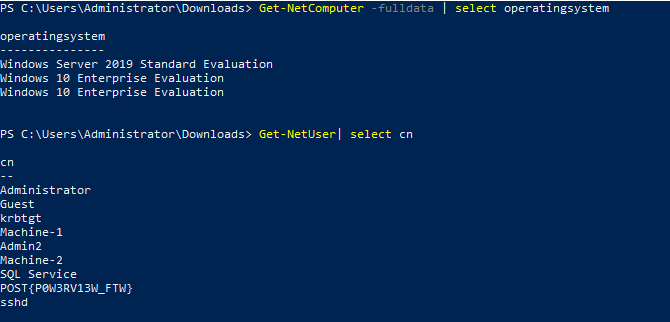 PS C:\Users\Administrator\Downloads> Get-NetComputer -fulldata | select operatingsystem
operatingsystem
---------------
Windows Server 2019 Standard Evaluation
Windows 10 Enterprise Evaluation
Windows 10 Enterprise Evaluation
PS C:\Users\Administrator\Downloads> Get-NetUser| select cn
cn
--
Administrator
Guest
krbtgt
Machine-1
Admin2
Machine-2
SQL Service
POST{P0W3RV13W_FTW}
sshd